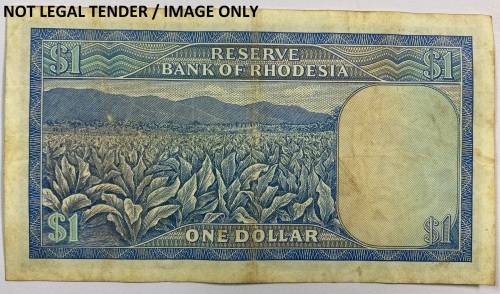 NOT LEGAL TENDER / IMAGE ONLY
RESERVE
$1 BANK OF RHODESIA $1
$1 ONE DOLLAR $1